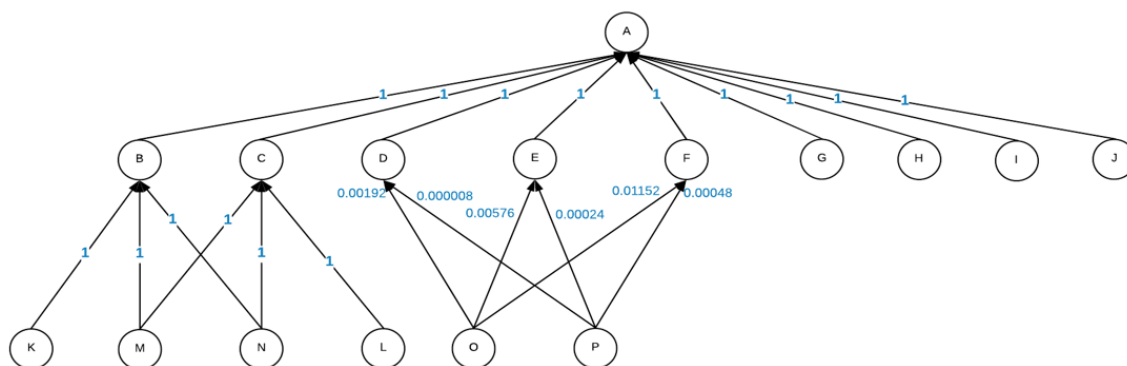 A
1 1 1 1 1 1 1 1 1
B C D E F G H I J
0.00192 0.000008 0.00576 0.00024 0.01152 0.00048
1 1 1 1 1 1
K M N L O P